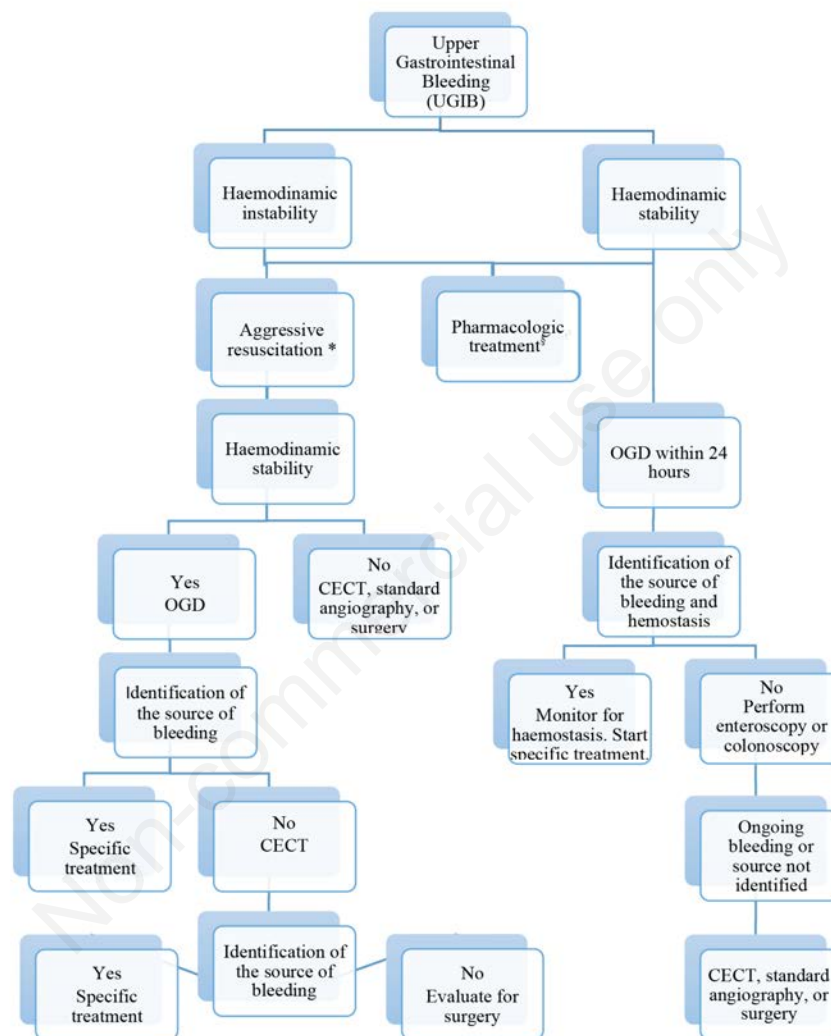 Upper
Gastrointestinal
Bleeding
(UGIB)
Haemodinamic
instability
Haemodinamic
stability
Aggressive
resuscitation *
Pharmacologic
treatment§
Haemodinamic
stability
OGD within 24
hours
Yes
OGD
No
CECT, standard
angiography, or
surgery
Identification of
the source of
bleeding and
hemostasis
Identification of
the source of
bleeding
Yes
Monitor for
haemostasis. Start
specific treatment.
No
Perform
enteroscopy or
colonoscopy
Yes
Specific
treatment
No
CECT
Ongoing
bleeding or
source not
identified
Yes
Specific
treatment
Identification of
the source of
bleeding
No
Evaluate for
surgery
CECT, standard
angiography, or
surgery
Non-commercial use only